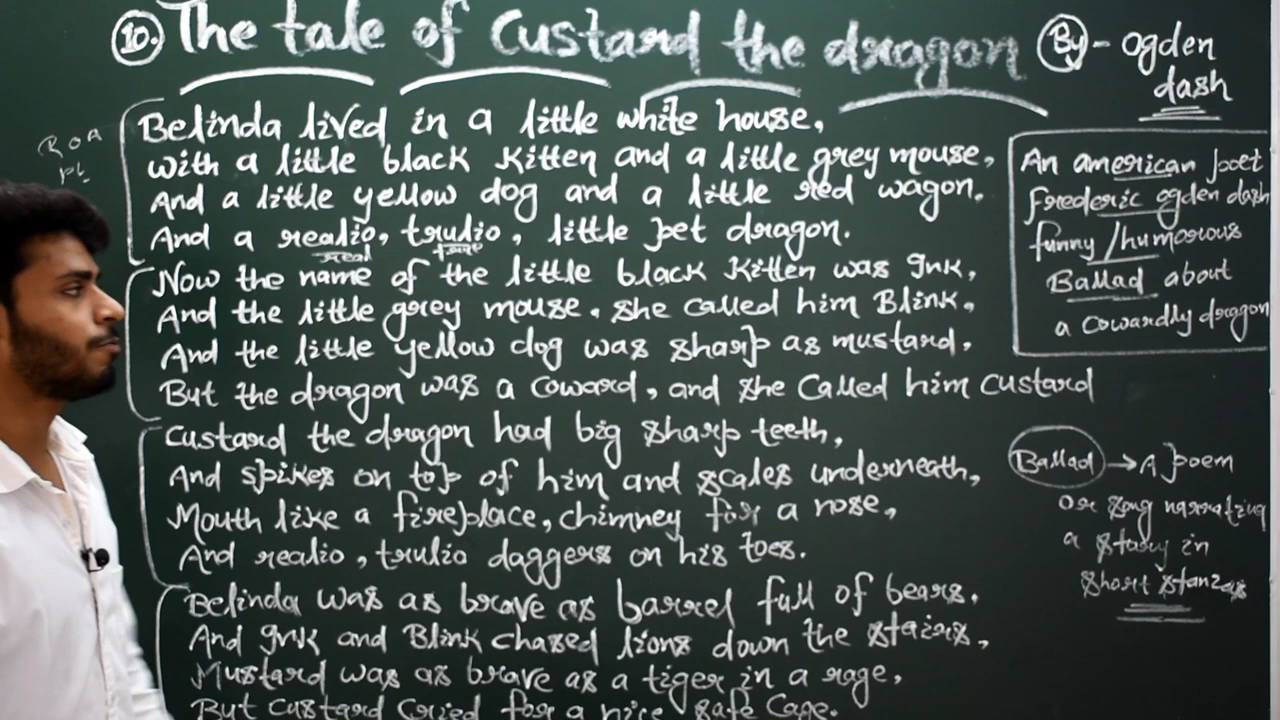 10. The tale of Custard the dragon
By - Ogden dash
Belinda lived in a little white house,
with a little black Kitten and a little grey mouse,
And a little yellow dog and a little red wagon,
And a realio, trulio, little pet dragon.
real true
Now the name of the little black Kitten was Ink,
And the little grey mouse, she called him Blink,
And the little yellow dog was sharp as mustard,
But the dragon was a coward, and she called him custard
Custard the dragon had big sharp teeth,
And spikes on top of him and scales underneath,
Mouth like a fireplace, chimney for a nose,
And realio, trulio daggers on his toes.
Belinda was as brave as barrel full of bears,
And Ink and Blink chased lions down the stairs,
Mustard was as brave as a tiger in a rage,
But custard cried for a nice safe cage.
An american poet
Frederic ogden dash
funny / humorous
Ballad about
a cowardly dragon
Ballad → A poem
or song narrating
a story in
short stanzas